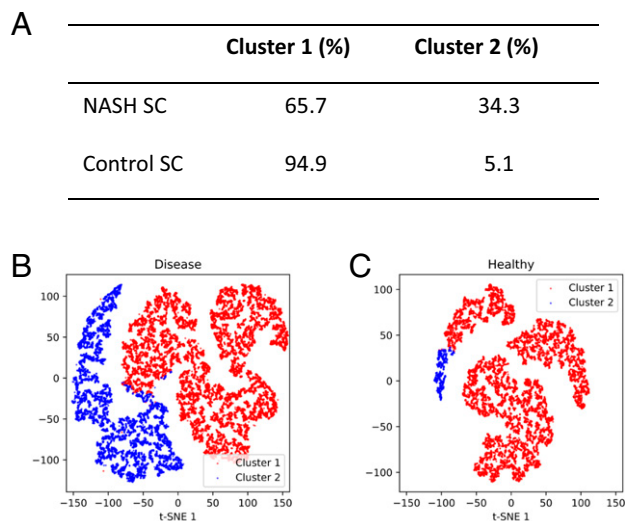 A
Cluster 1 (%) Cluster 2 (%)
NASH SC 65.7 34.3
Control SC 94.9 5.1
B
Disease
100
50
0
−50
−100
−150 −100 −50 0 50 100 150
t-SNE 1
Cluster 1
Cluster 2
C
Healthy
Cluster 1
Cluster 2
100
50
0
−50
−100
−150 −100 −50 0 50 100 150
t-SNE 1